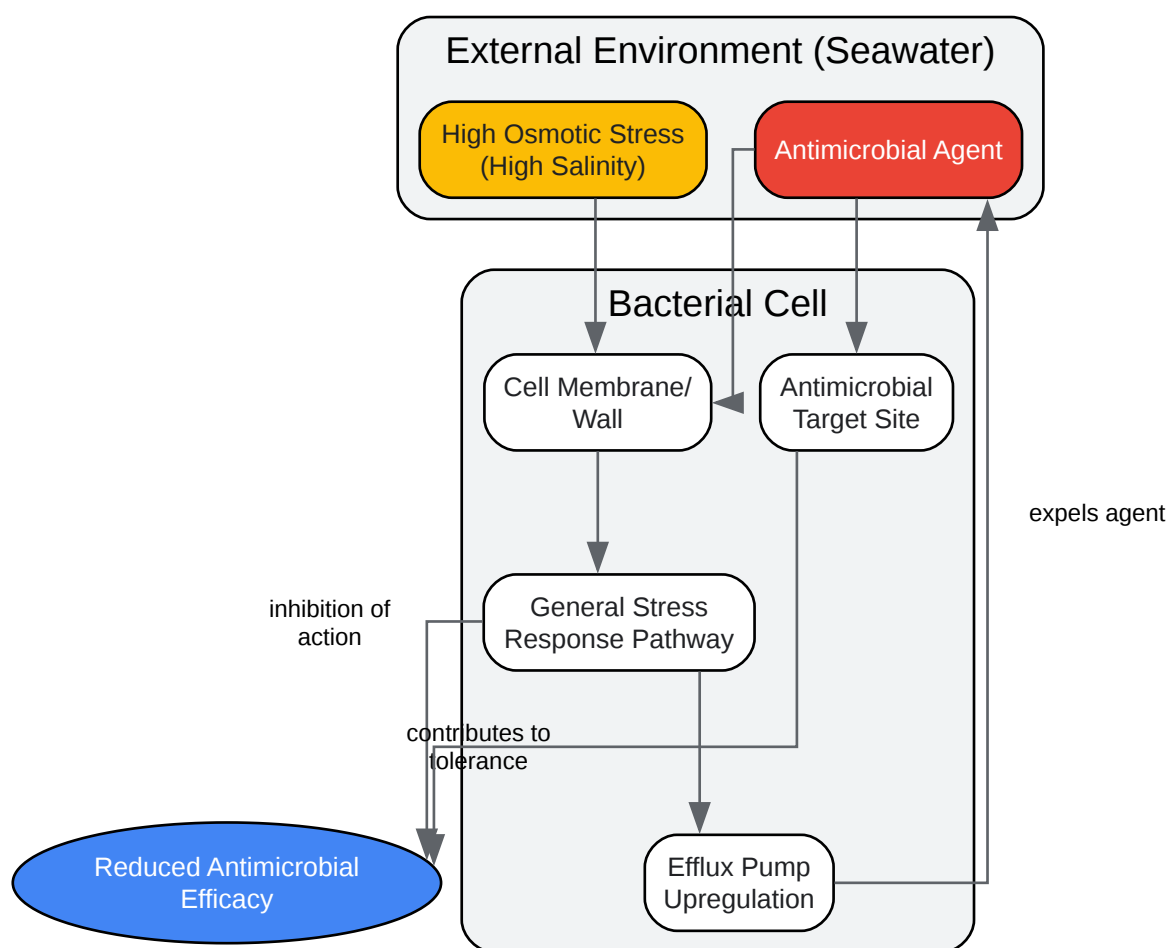 External Environment (Seawater)
High Osmotic Stress
(High Salinity)
Antimicrobial Agent
Bacterial Cell
Cell Membrane/
Wall
Antimicrobial
Target Site
expels agent
General Stress
Response Pathway
inhibition of
action
contributes to
tolerance
Reduced Antimicrobial
Efficacy
Efflux Pump
Upregulation